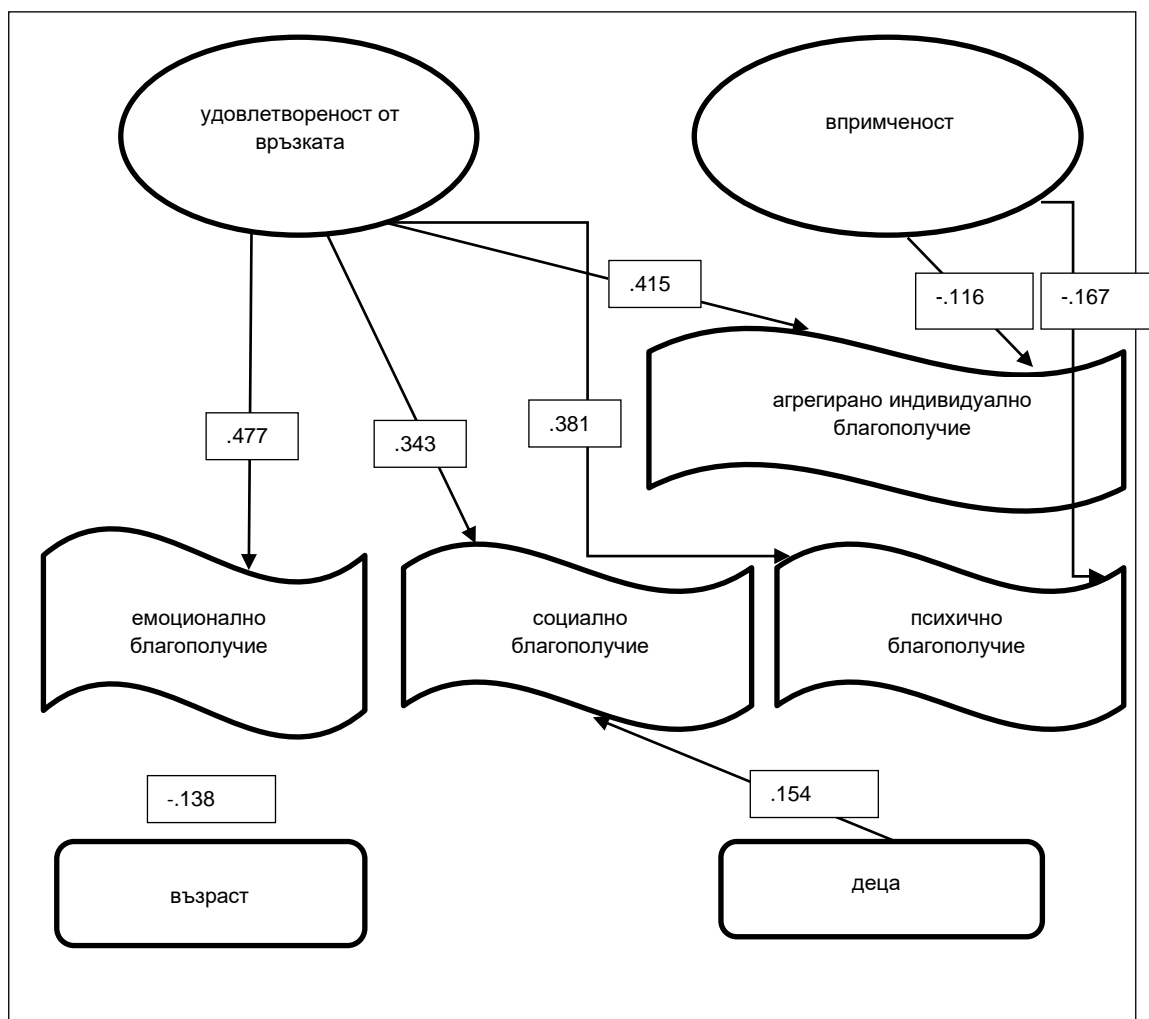 удовлетвореност от
връзката
впримченост
.415
-.116
-.167
агрегирано индивидуално
благополучие
.477
.343
.381
емоционално
благополучие
социално
благополучие
психично
благополучие
-.138
.154
възраст
деца